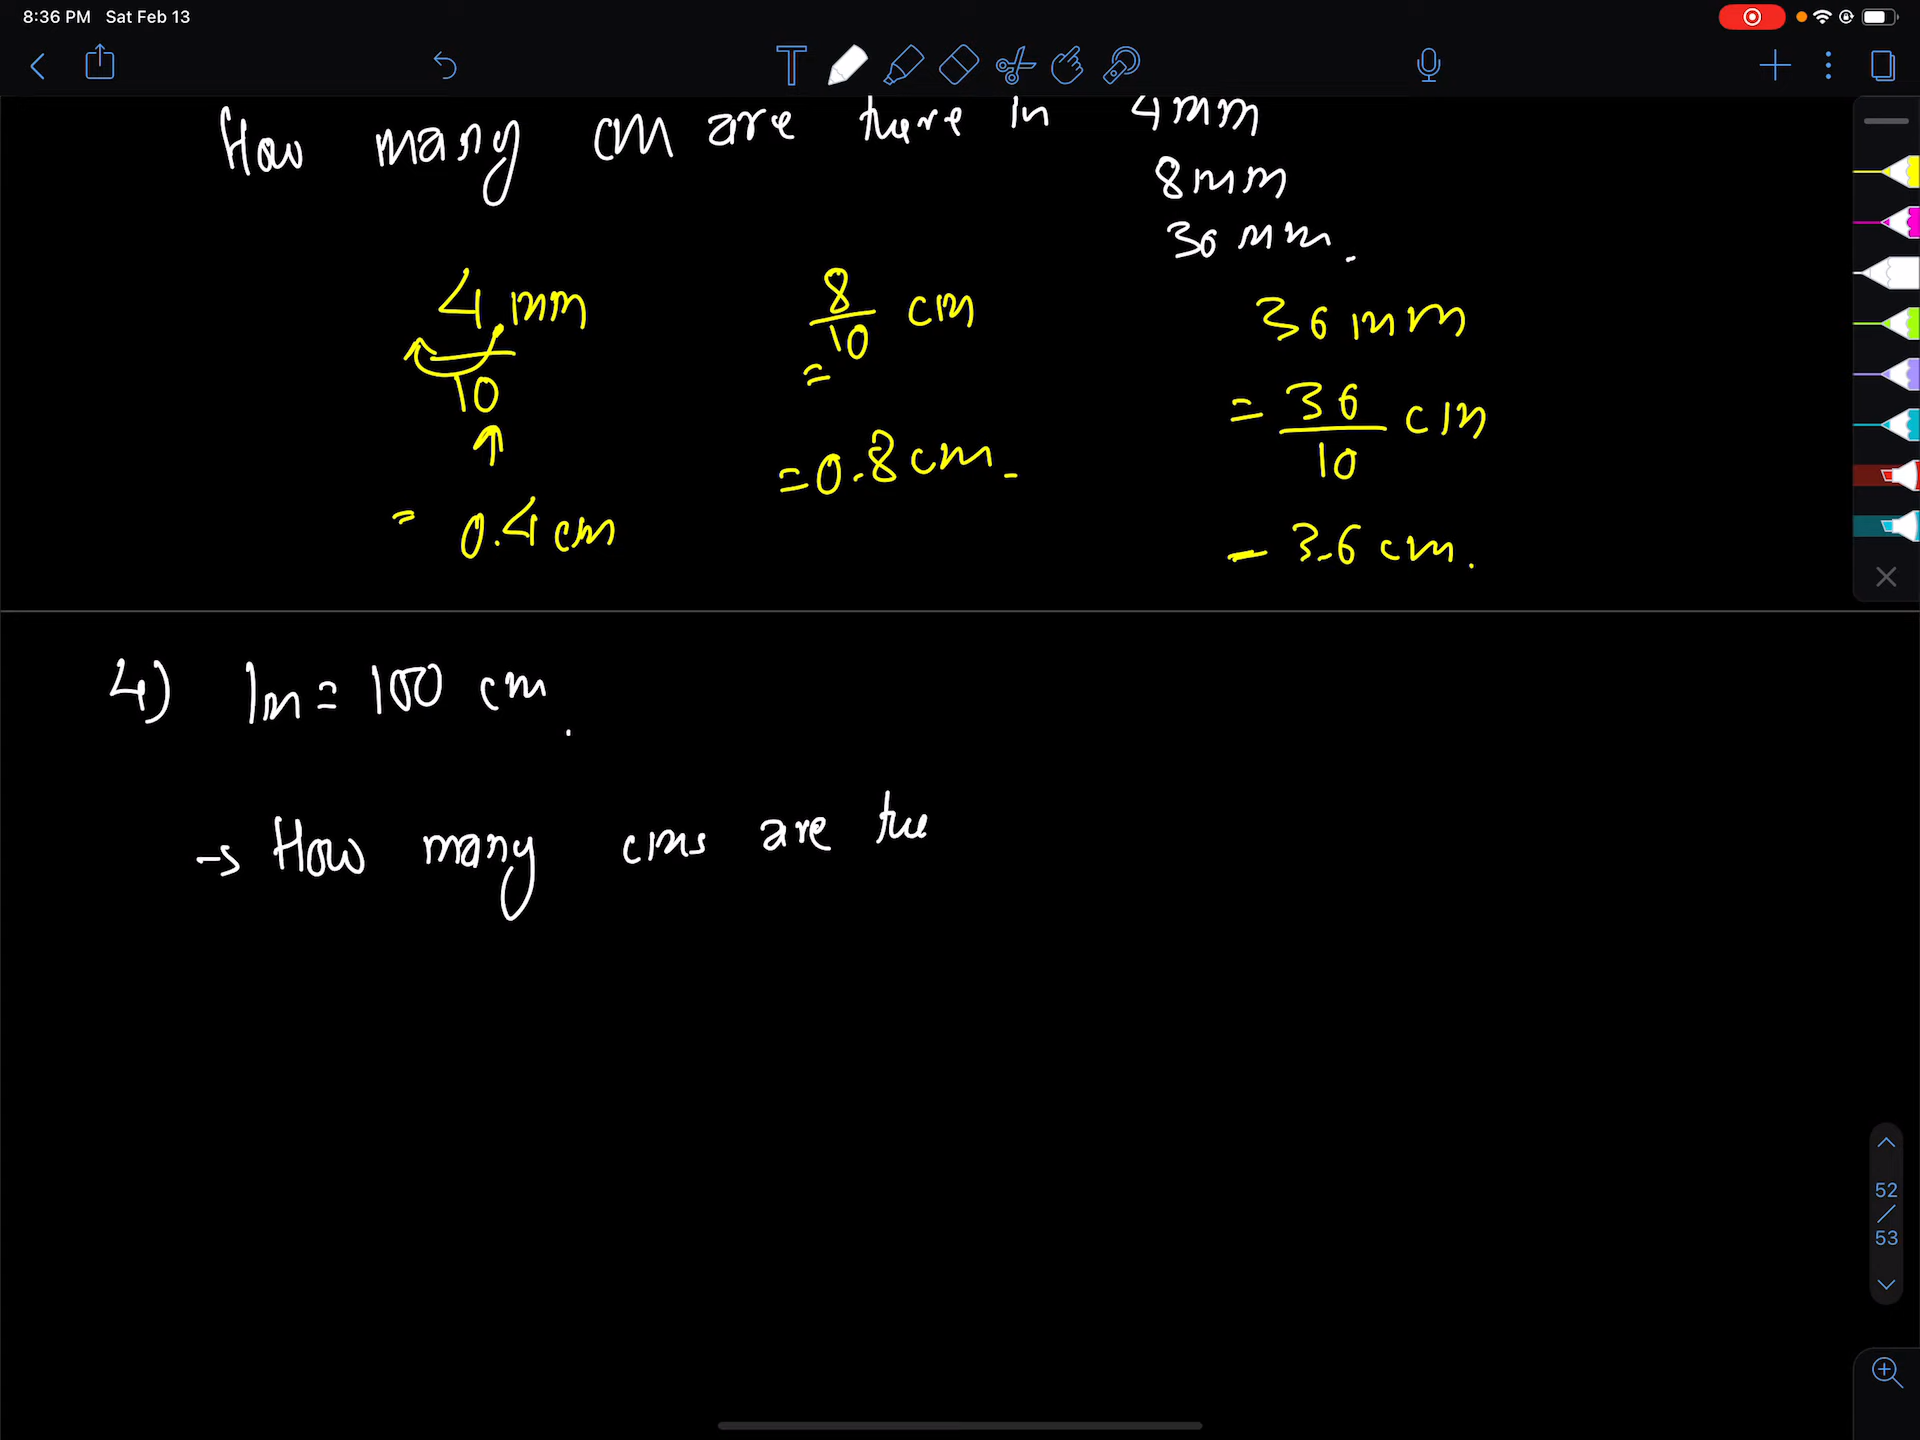 8:36 PM Sat Feb 13
How many cm are there in 4mm
8mm
36 mm.
4 mm
10
= 0.4 cm
8
10 cm
=
=0.8 cm.
36 mm
= 36 cm
10
- 3.6 cm.
4) 1m = 100 cm.
→ How many cms are the
52
/
53